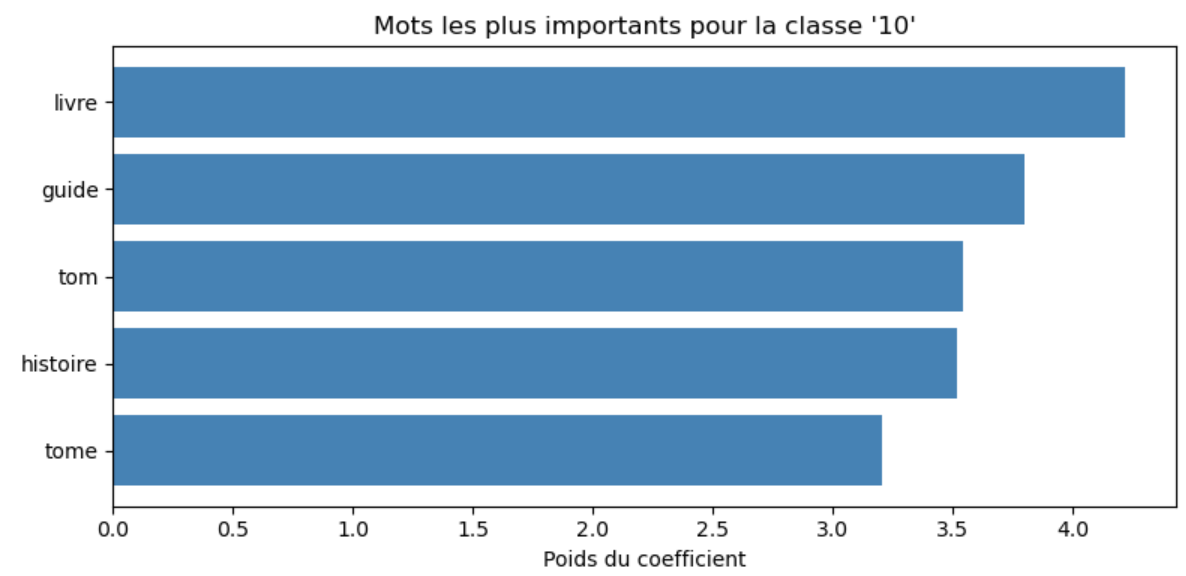 Mots les plus importants pour la classe '10'
livre
guide
tom
histoire
tome
0.0 0.5 1.0 1.5 2.0 2.5 3.0 3.5 4.0
Poids du coefficient